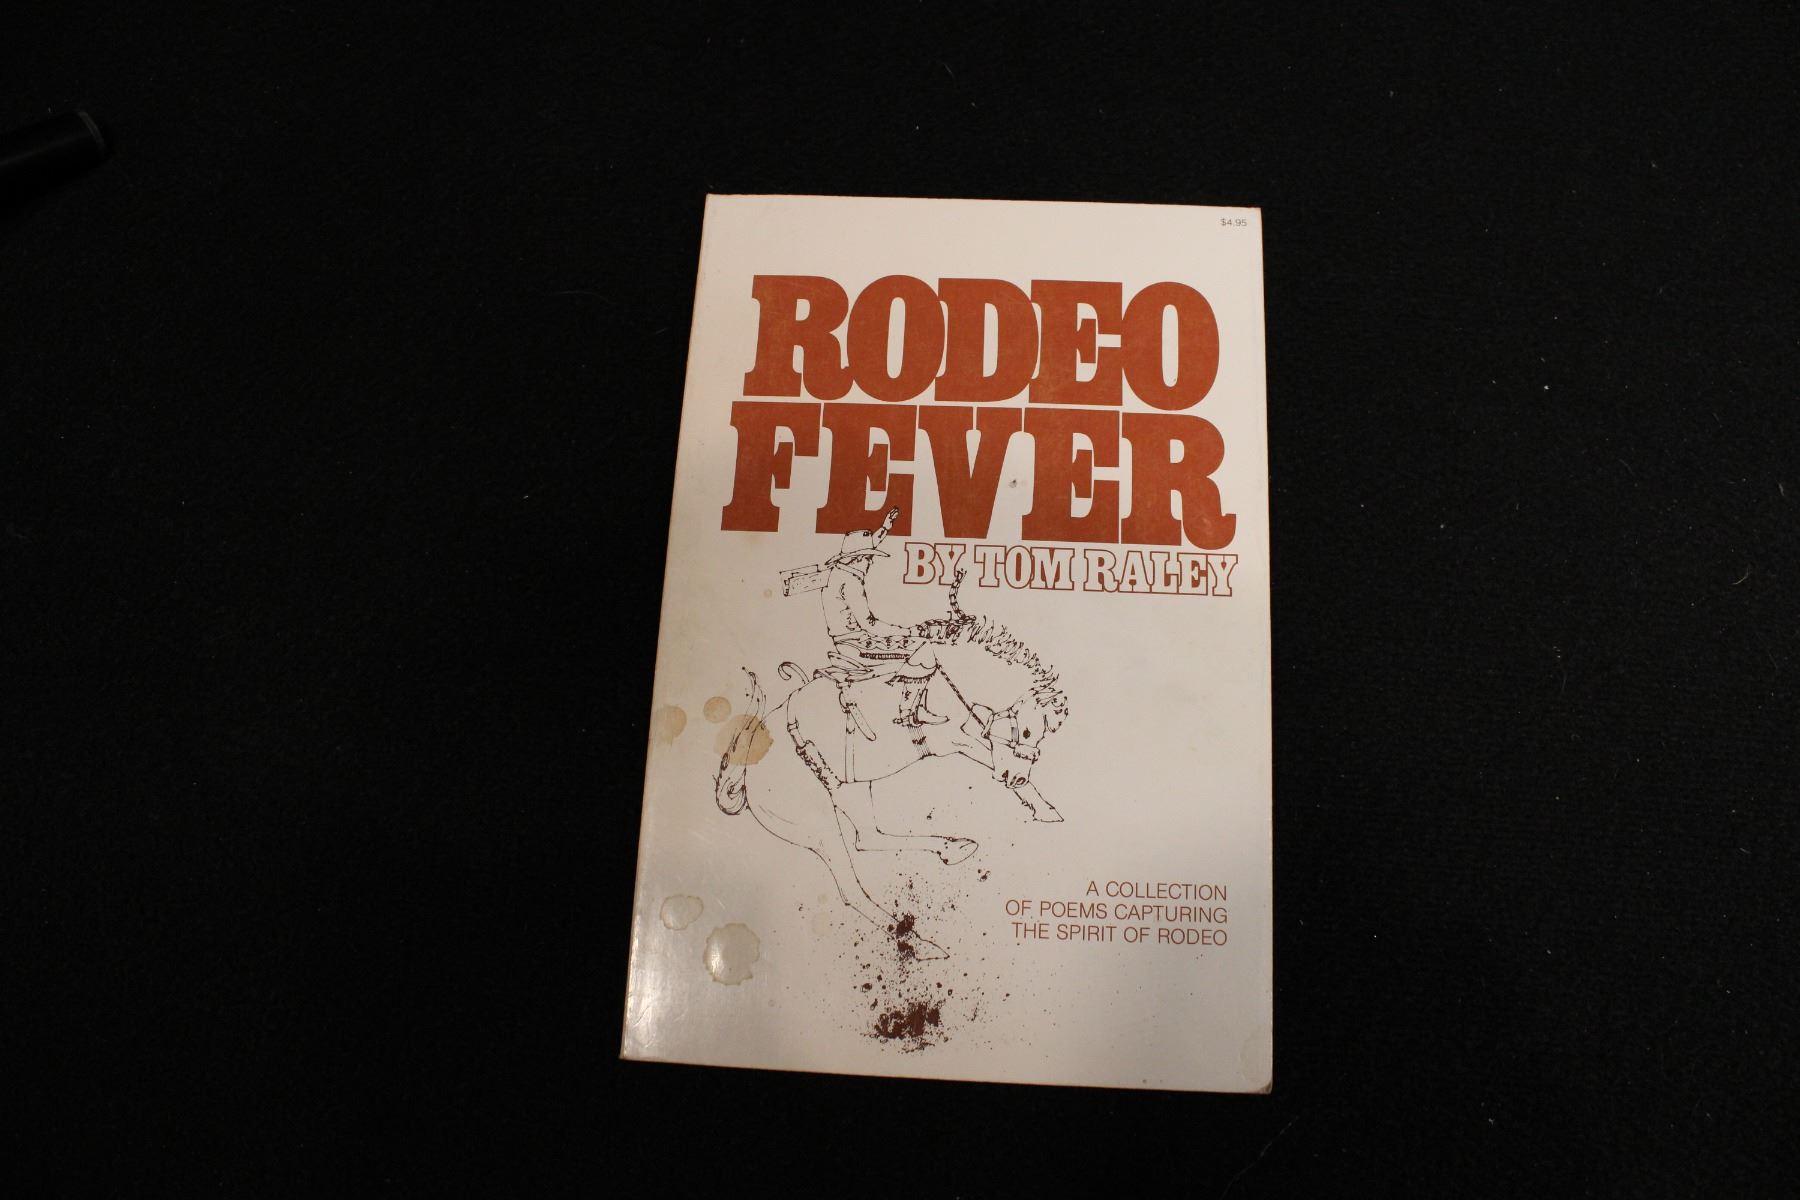 $4.95
RODEO
FEVER
BY TOM RALEY
A COLLECTION
OF POEMS CAPTURING
THE SPIRIT OF RODEO